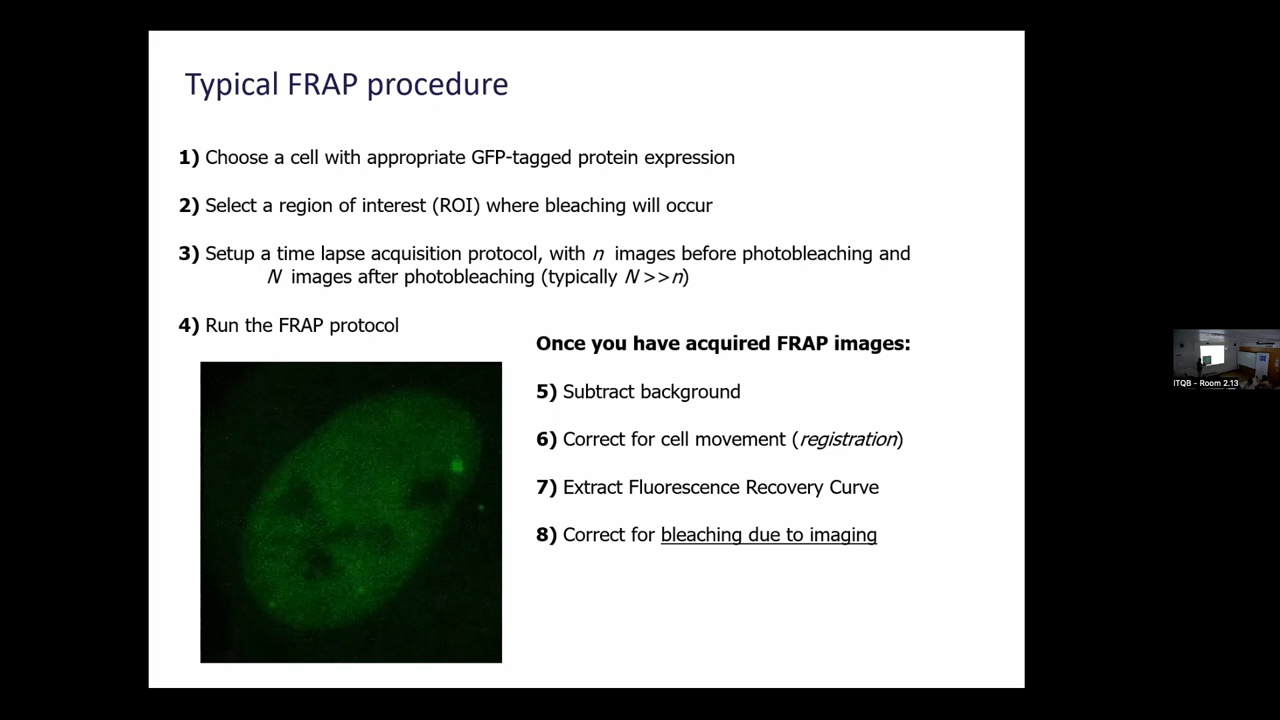 Typical FRAP procedure
1) Choose a cell with appropriate GFP-tagged protein expression
2) Select a region of interest (ROI) where bleaching will occur
3) Setup a time lapse acquisition protocol, with n images before photobleaching and
N images after photobleaching (typically N >>n)
4) Run the FRAP protocol
Once you have acquired FRAP images:
5) Subtract background
6) Correct for cell movement (registration)
7) Extract Fluorescence Recovery Curve
8) Correct for bleaching due to imaging
ITQB - Room 2.13